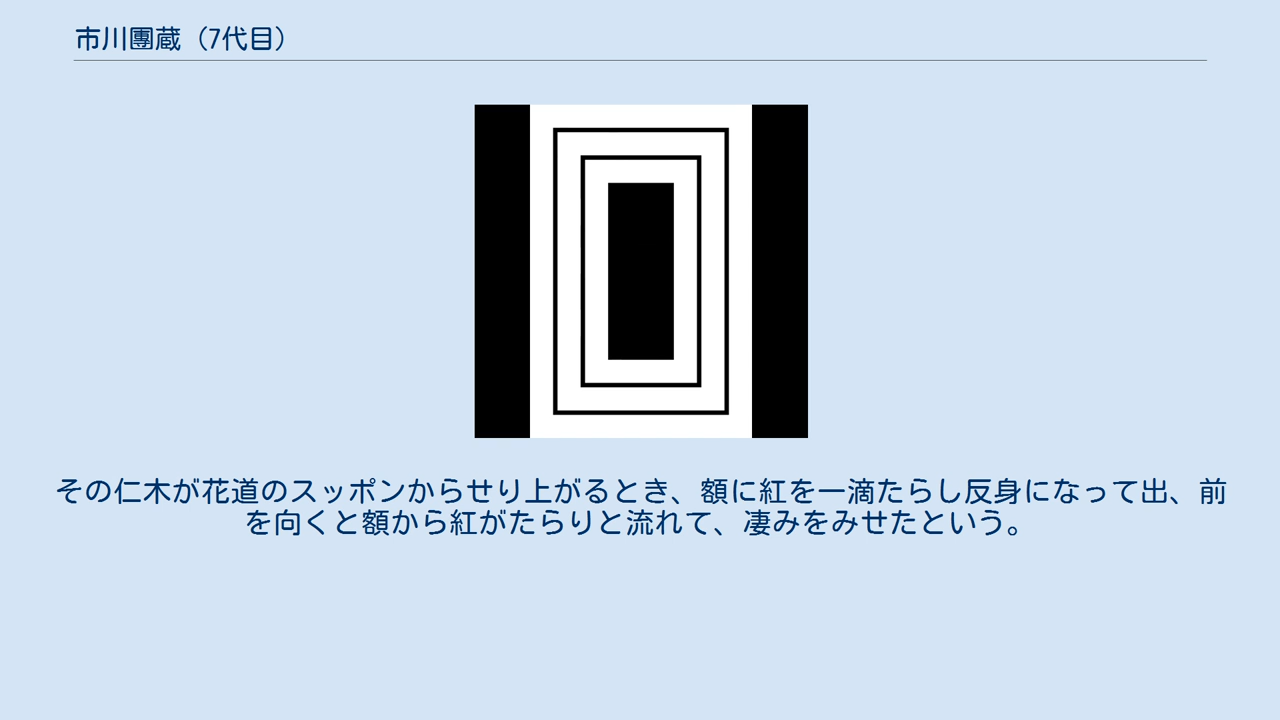 市川團蔵（7代目）
その仁木が花道のスッポンからせり上がるとき、額に紅を一滴たらし反身になって出、前
を向くと額から紅がたらりと流れて、凄みをみせたという。